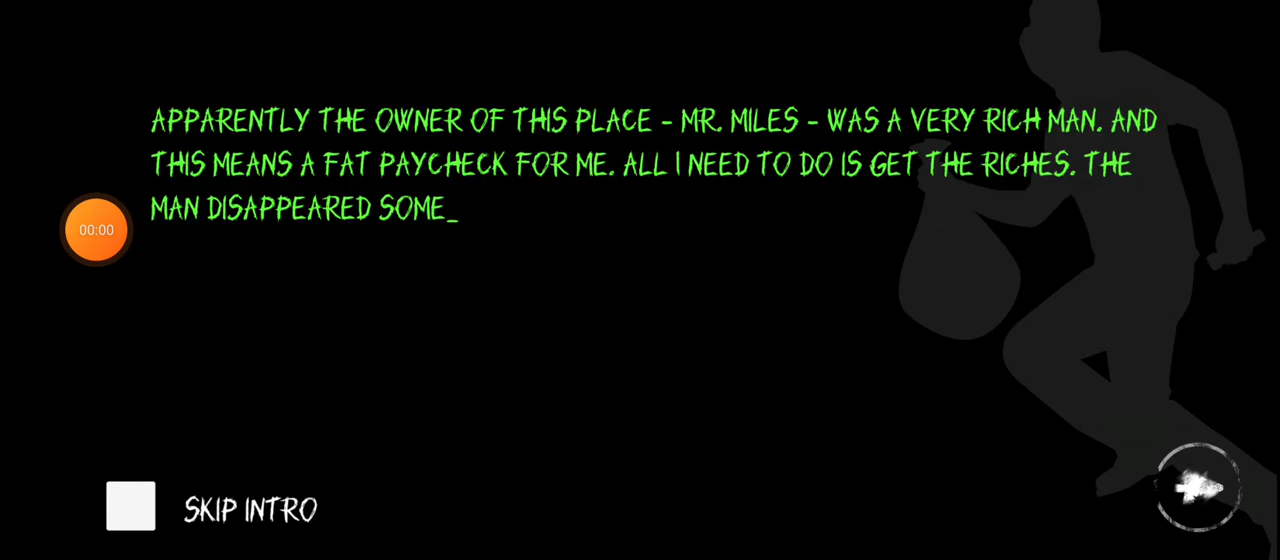 APPARENTLY THE OWNER OF THIS PLACE - MR. MILES - WAS A VERY RICH MAN. AND
THIS MEANS A FAT PAYCHECK FOR ME. ALL I NEED TO DO IS GET THE RICHES. THE
MAN DISAPPEARED SOME_
00:00
SKIP INTRO